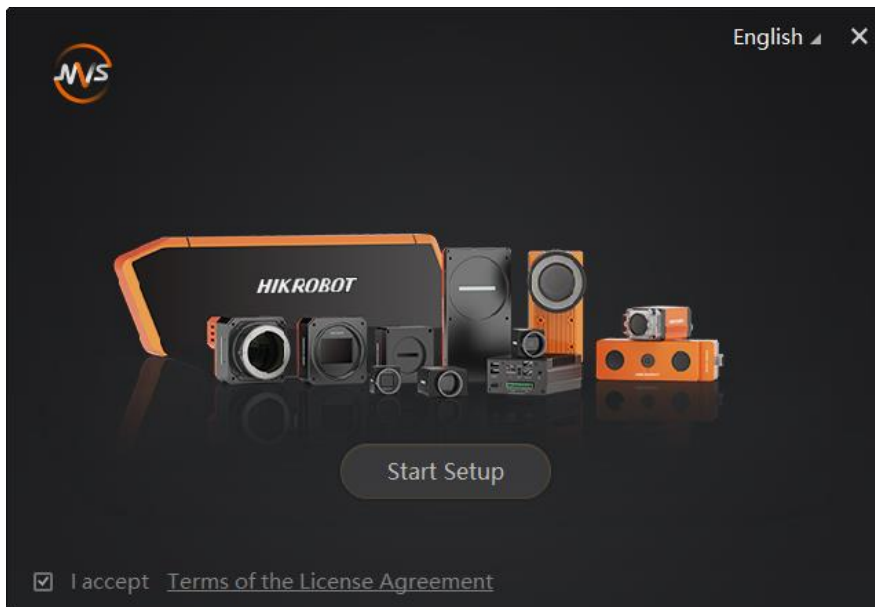 English
MVS
HIKROBOT
Start Setup
I accept Terms of the License Agreement